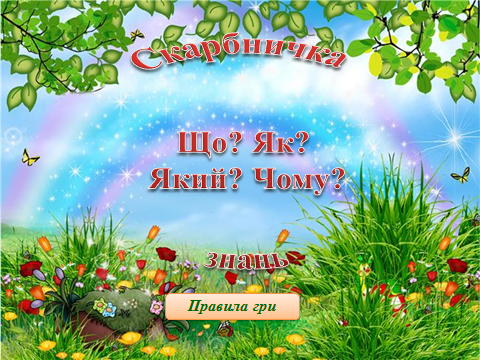 Скарбничка
Що? Як?
Який? Чому?
знань
Правила гри